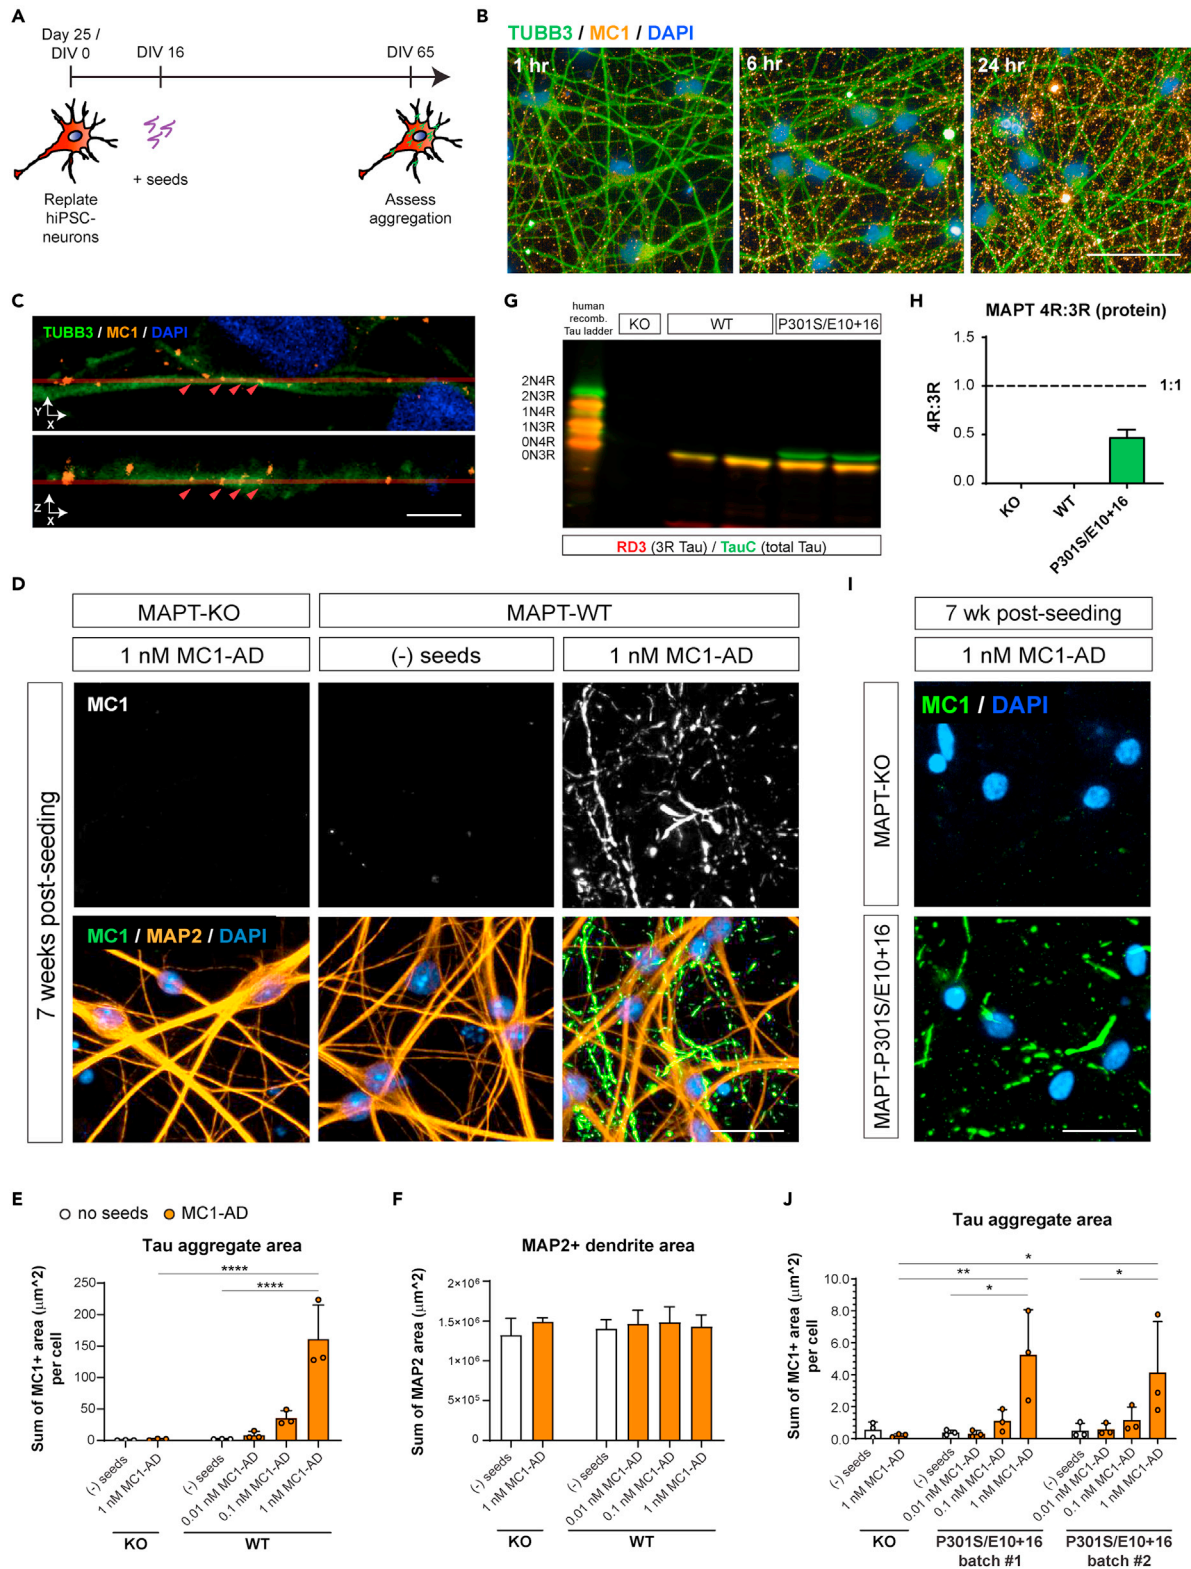 A
Day 25 /
DIV 0
DIV 16
DIV 65
+ seeds
Replate
hiPSC-
neurons
Assess
aggregation
B
TUBB3 / MC1 / DAPI
1 hr
6 hr
24 hr
C
TUBB3 / MC1 / DAPI
Y
X
Z
X
G
human
recomb.
Tau ladder
KO
WT
P301S/E10+16
2N4R
2N3R
1N4R
1N3R
0N4R
0N3R
RD3 (3R Tau) / TauC (total Tau)
H
MAPT 4R:3R (protein)
4R:3R
1.5
1.0
0.5
0.0
1:1
KO
WT
P301S/E10+16
D
MAPT-KO
MAPT-WT
1 nM MC1-AD
(-) seeds
1 nM MC1-AD
7 weeks post-seeding
MC1
MC1 / MAP2 / DAPI
I
7 wk post-seeding
1 nM MC1-AD
MAPT-KO
MC1 / DAPI
MAPT-P301S/E10+16
E
no seeds
MC1-AD
Tau aggregate area
Sum of MC1+ area (μm^2)
per cell
250
200
150
100
50
0
****
****
(-) seeds
1 nM MC1-AD
(-) seeds
0.01 nM MC1-AD
0.1 nM MC1-AD
1 nM MC1-AD
KO
WT
F
MAP2+ dendrite area
Sum of MAP2 area (μm^2)
2×10⁶
1.5×10⁶
1×10⁶
5×10⁵
0
(-) seeds
1 nM MC1-AD
(-) seeds
0.01 nM MC1-AD
0.1 nM MC1-AD
1 nM MC1-AD
KO
WT
J
Tau aggregate area
Sum of MC1+ area (μm^2)
per cell
10.0
8.0
6.0
4.0
2.0
0.0
*
**
*
*
(-) seeds
1 nM MC1-AD
(-) seeds
0.01 nM MC1-AD
0.1 nM MC1-AD
1 nM MC1-AD
(-) seeds
0.01 nM MC1-AD
0.1 nM MC1-AD
1 nM MC1-AD
KO
P301S/E10+16
batch #1
P301S/E10+16
batch #2